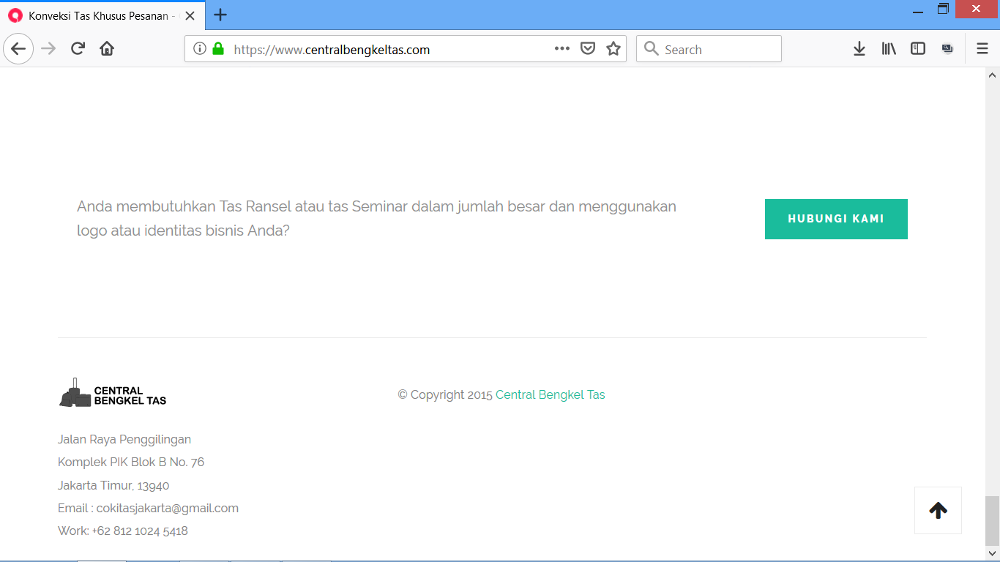 Konveksi Tas Khusus Pesanan -
https://www.centralbengkeltas.com
Search
Anda membutuhkan Tas Ransel atau tas Seminar dalam jumlah besar dan menggunakan
logo atau identitas bisnis Anda?
HUBUNGI KAMI
CENTRAL
BENGKEL TAS
© Copyright 2015 Central Bengkel Tas
Jalan Raya Penggilingan
Komplek PIK Blok B No. 76
Jakarta Timur, 13940
Email : cokitasjakarta@gmail.com
Work: +62 812 1024 5418